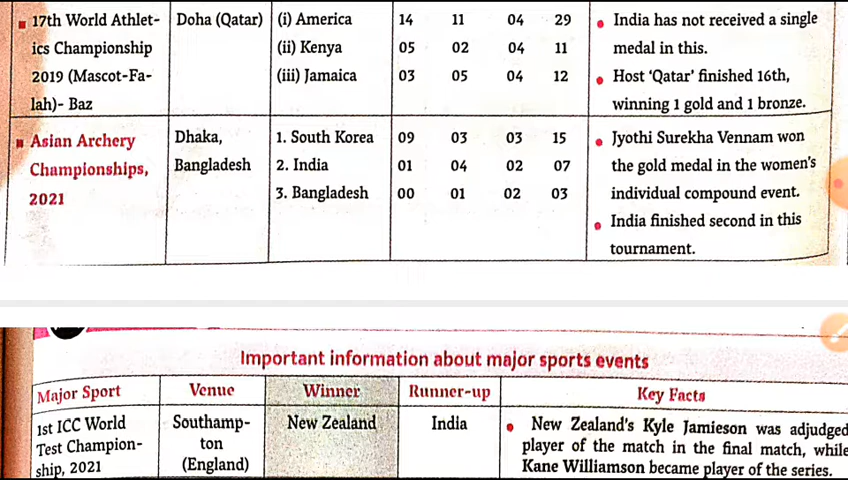 17th World Athlet- Doha (Qatar) (i) America 14 11 04 29 India has not received a single
ics Championship (ii) Kenya 05 02 04 11 medal in this.
2019 (Mascot-Fa- (iii) Jamaica 03 05 04 12 Host ‘Qatar’ finished 16th,
lah)- Baz winning 1 gold and 1 bronze.
Asian Archery Dhaka, 1. South Korea 09 03 03 15 Jyothi Surekha Vennam won
Championships, Bangladesh 2. India 01 04 02 07 the gold medal in the women's
2021 3. Bangladesh 00 01 02 03 individual compound event.
India finished second in this
tournament.
Important information about major sports events
Major Sport Venue Winner Runner-up Key Facts
1st ICC World Southamp- New Zealand India New Zealand's Kyle Jamieson was adjudged
Test Champion- ton player of the match in the final match, while
ship, 2021 (England) Kane Williamson became player of the series.